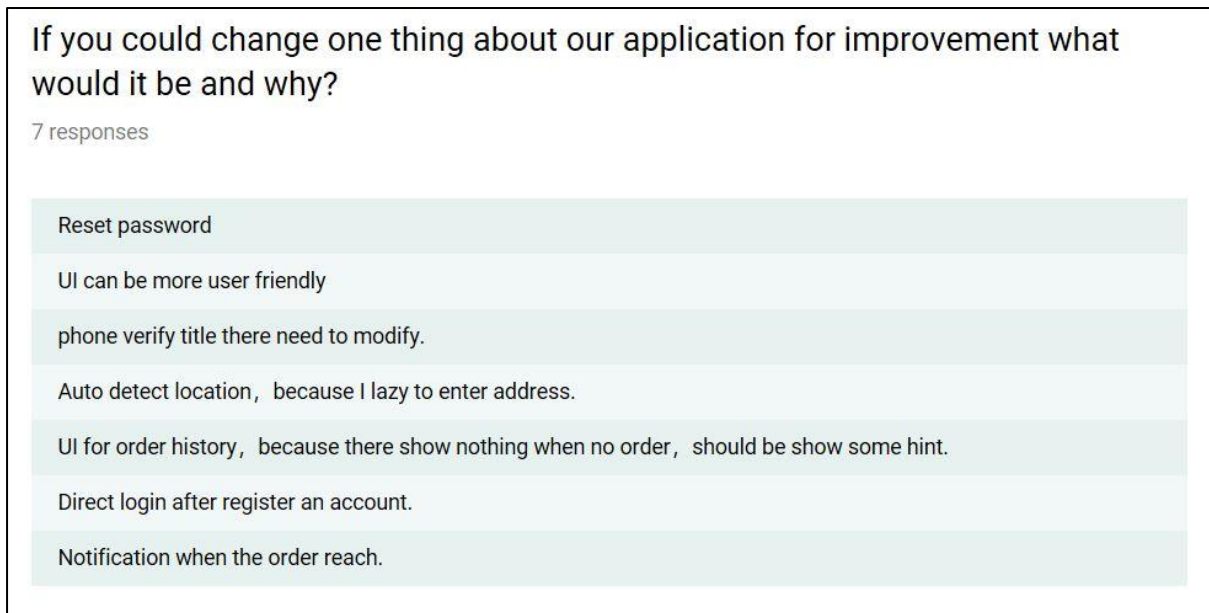 If you could change one thing about our application for improvement what
would it be and why?
7 responses
Reset password
UI can be more user friendly
phone verify title there need to modify.
Auto detect location，because I lazy to enter address.
UI for order history，because there show nothing when no order，should be show some hint.
Direct login after register an account.
Notification when the order reach.